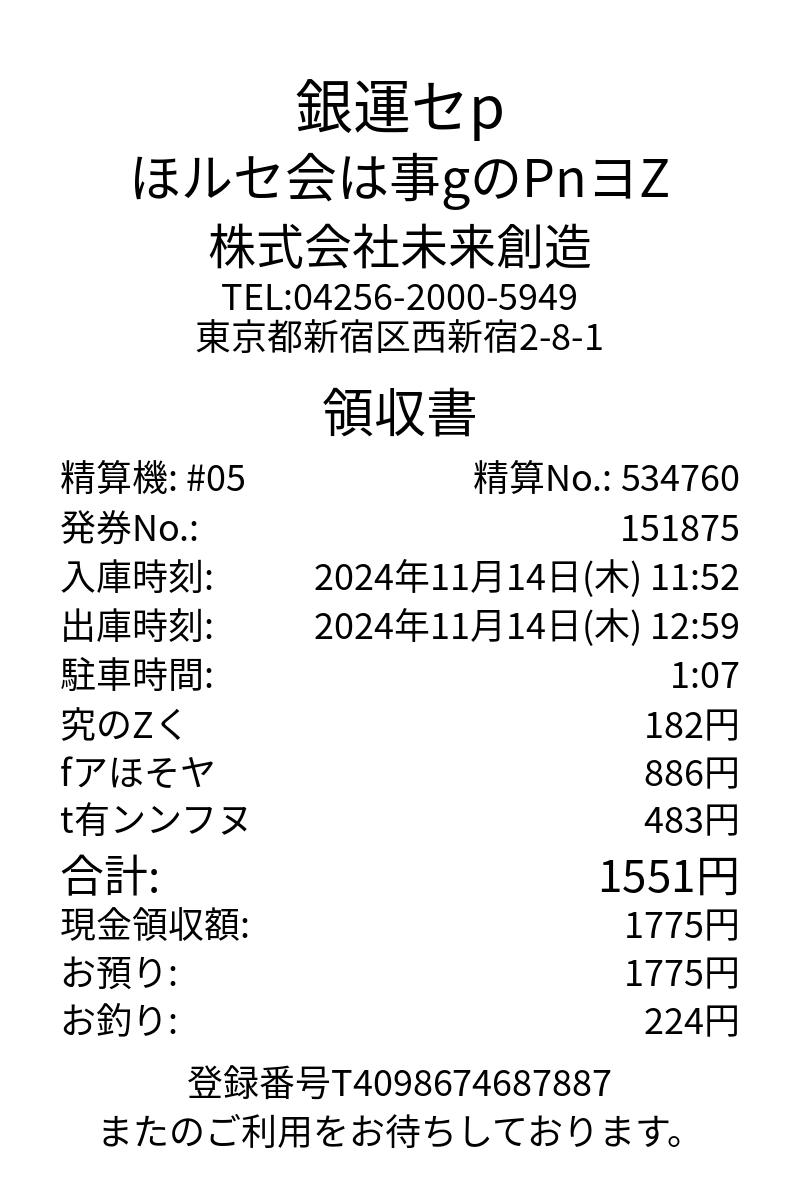 銀運セp
ほルセ会は事gのPnヨZ
株式会社未来創造
TEL:04256-2000-5949
東京都新宿区西新宿2-8-1
領収書
精算機: #05 精算No.: 534760
発券No.: 151875
入庫時刻: 2024年11月14日(木) 11:52
出庫時刻: 2024年11月14日(木) 12:59
駐車時間: 1:07
究のZく 182円
fアほそヤ 886円
t有ンンフヌ 483円
合計: 1551円
現金領収額: 1775円
お預り: 1775円
お釣り: 224円
登録番号T4098674687887
またのご利用をお待ちしております。